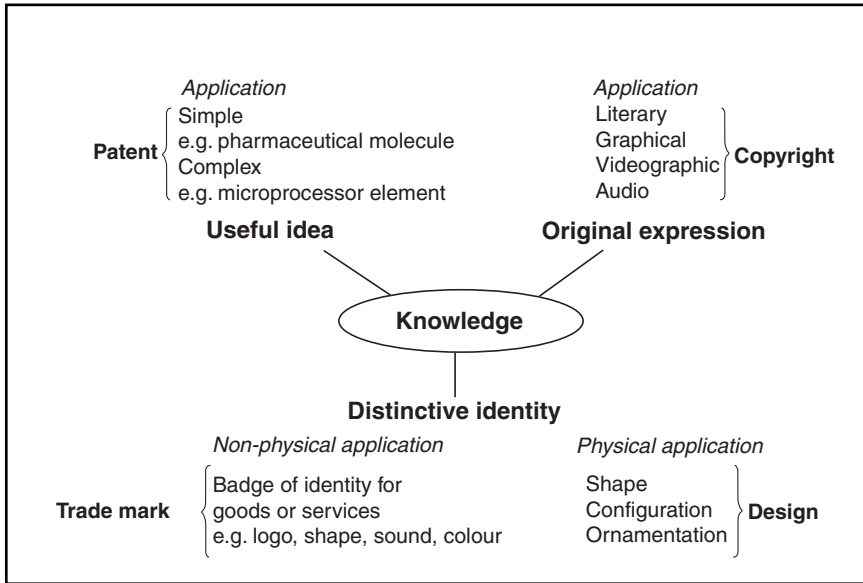 Application
Simple
e.g. pharmaceutical molecule
Complex
e.g. microprocessor element
Patent
Useful idea
Application
Literary
Graphical
Videographic
Audio
Copyright
Original expression
Knowledge
Distinctive identity
Non-physical application
Trade mark
Badge of identity for
goods or services
e.g. logo, shape, sound, colour
Physical application
Shape
Configuration
Ornamentation
Design